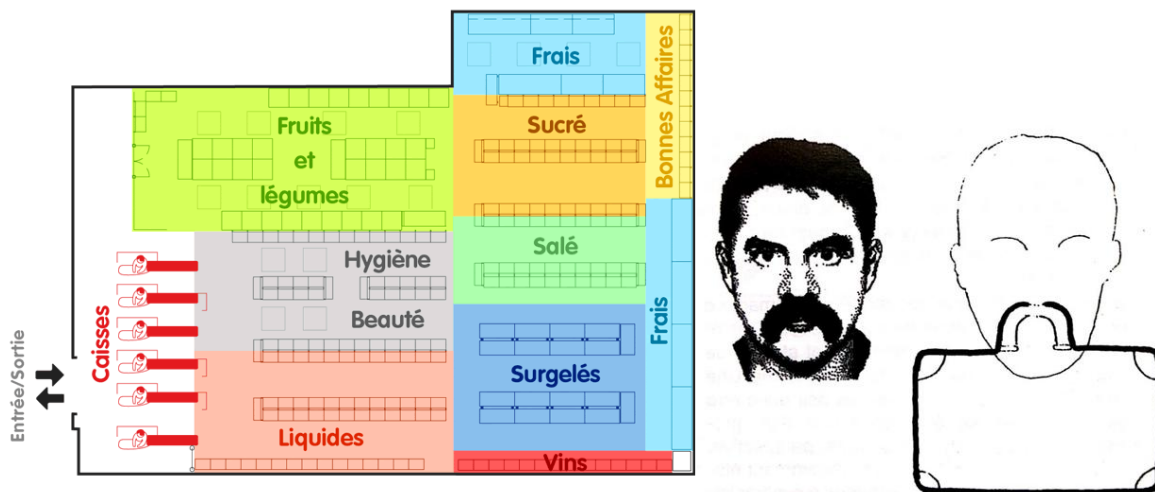 Frais
Bonnes Affaires
Fruits
et
légumes
Sucré
Hygiène
Beauté
Salé
Caisses
Entrée/Sortie
Frais
Surgelés
Liquides
Vins